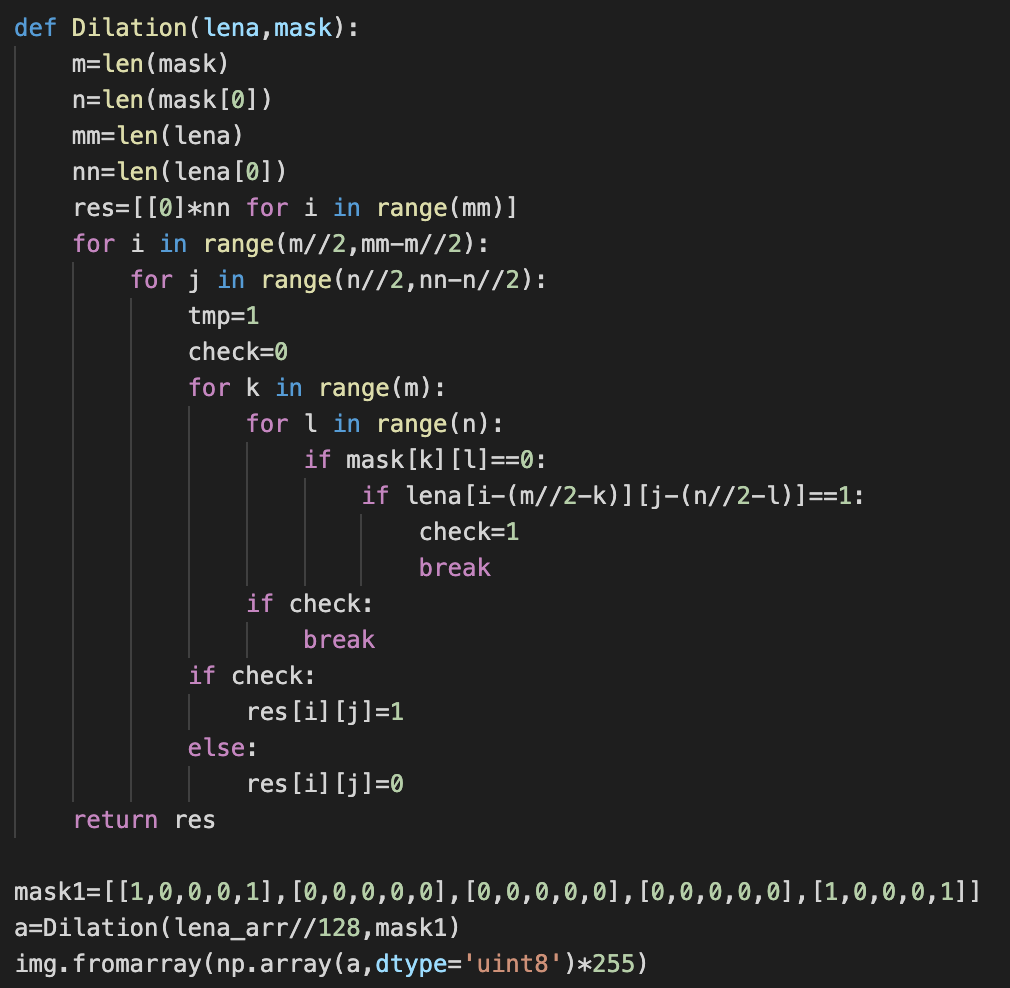 def Dilation(lena,mask):
    m=len(mask)
    n=len(mask[0])
    mm=len(lena)
    nn=len(lena[0])
    res=[[0]*nn for i in range(mm)]
    for i in range(m//2,mm-m//2):
        for j in range(n//2,nn-n//2):
            tmp=1
            check=0
            for k in range(m):
                for l in range(n):
                    if mask[k][l]==0:
                        if lena[i-(m//2-k)][j-(n//2-l)]==1:
                            check=1
                            break
                if check:
                    break
            if check:
                res[i][j]=1
            else:
                res[i][j]=0
    return res

mask1=[[1,0,0,0,1],[0,0,0,0,0],[0,0,0,0,0],[0,0,0,0,0],[1,0,0,0,1]]
a=Dilation(lena_arr//128,mask1)
img.fromarray(np.array(a,dtype='uint8')*255)